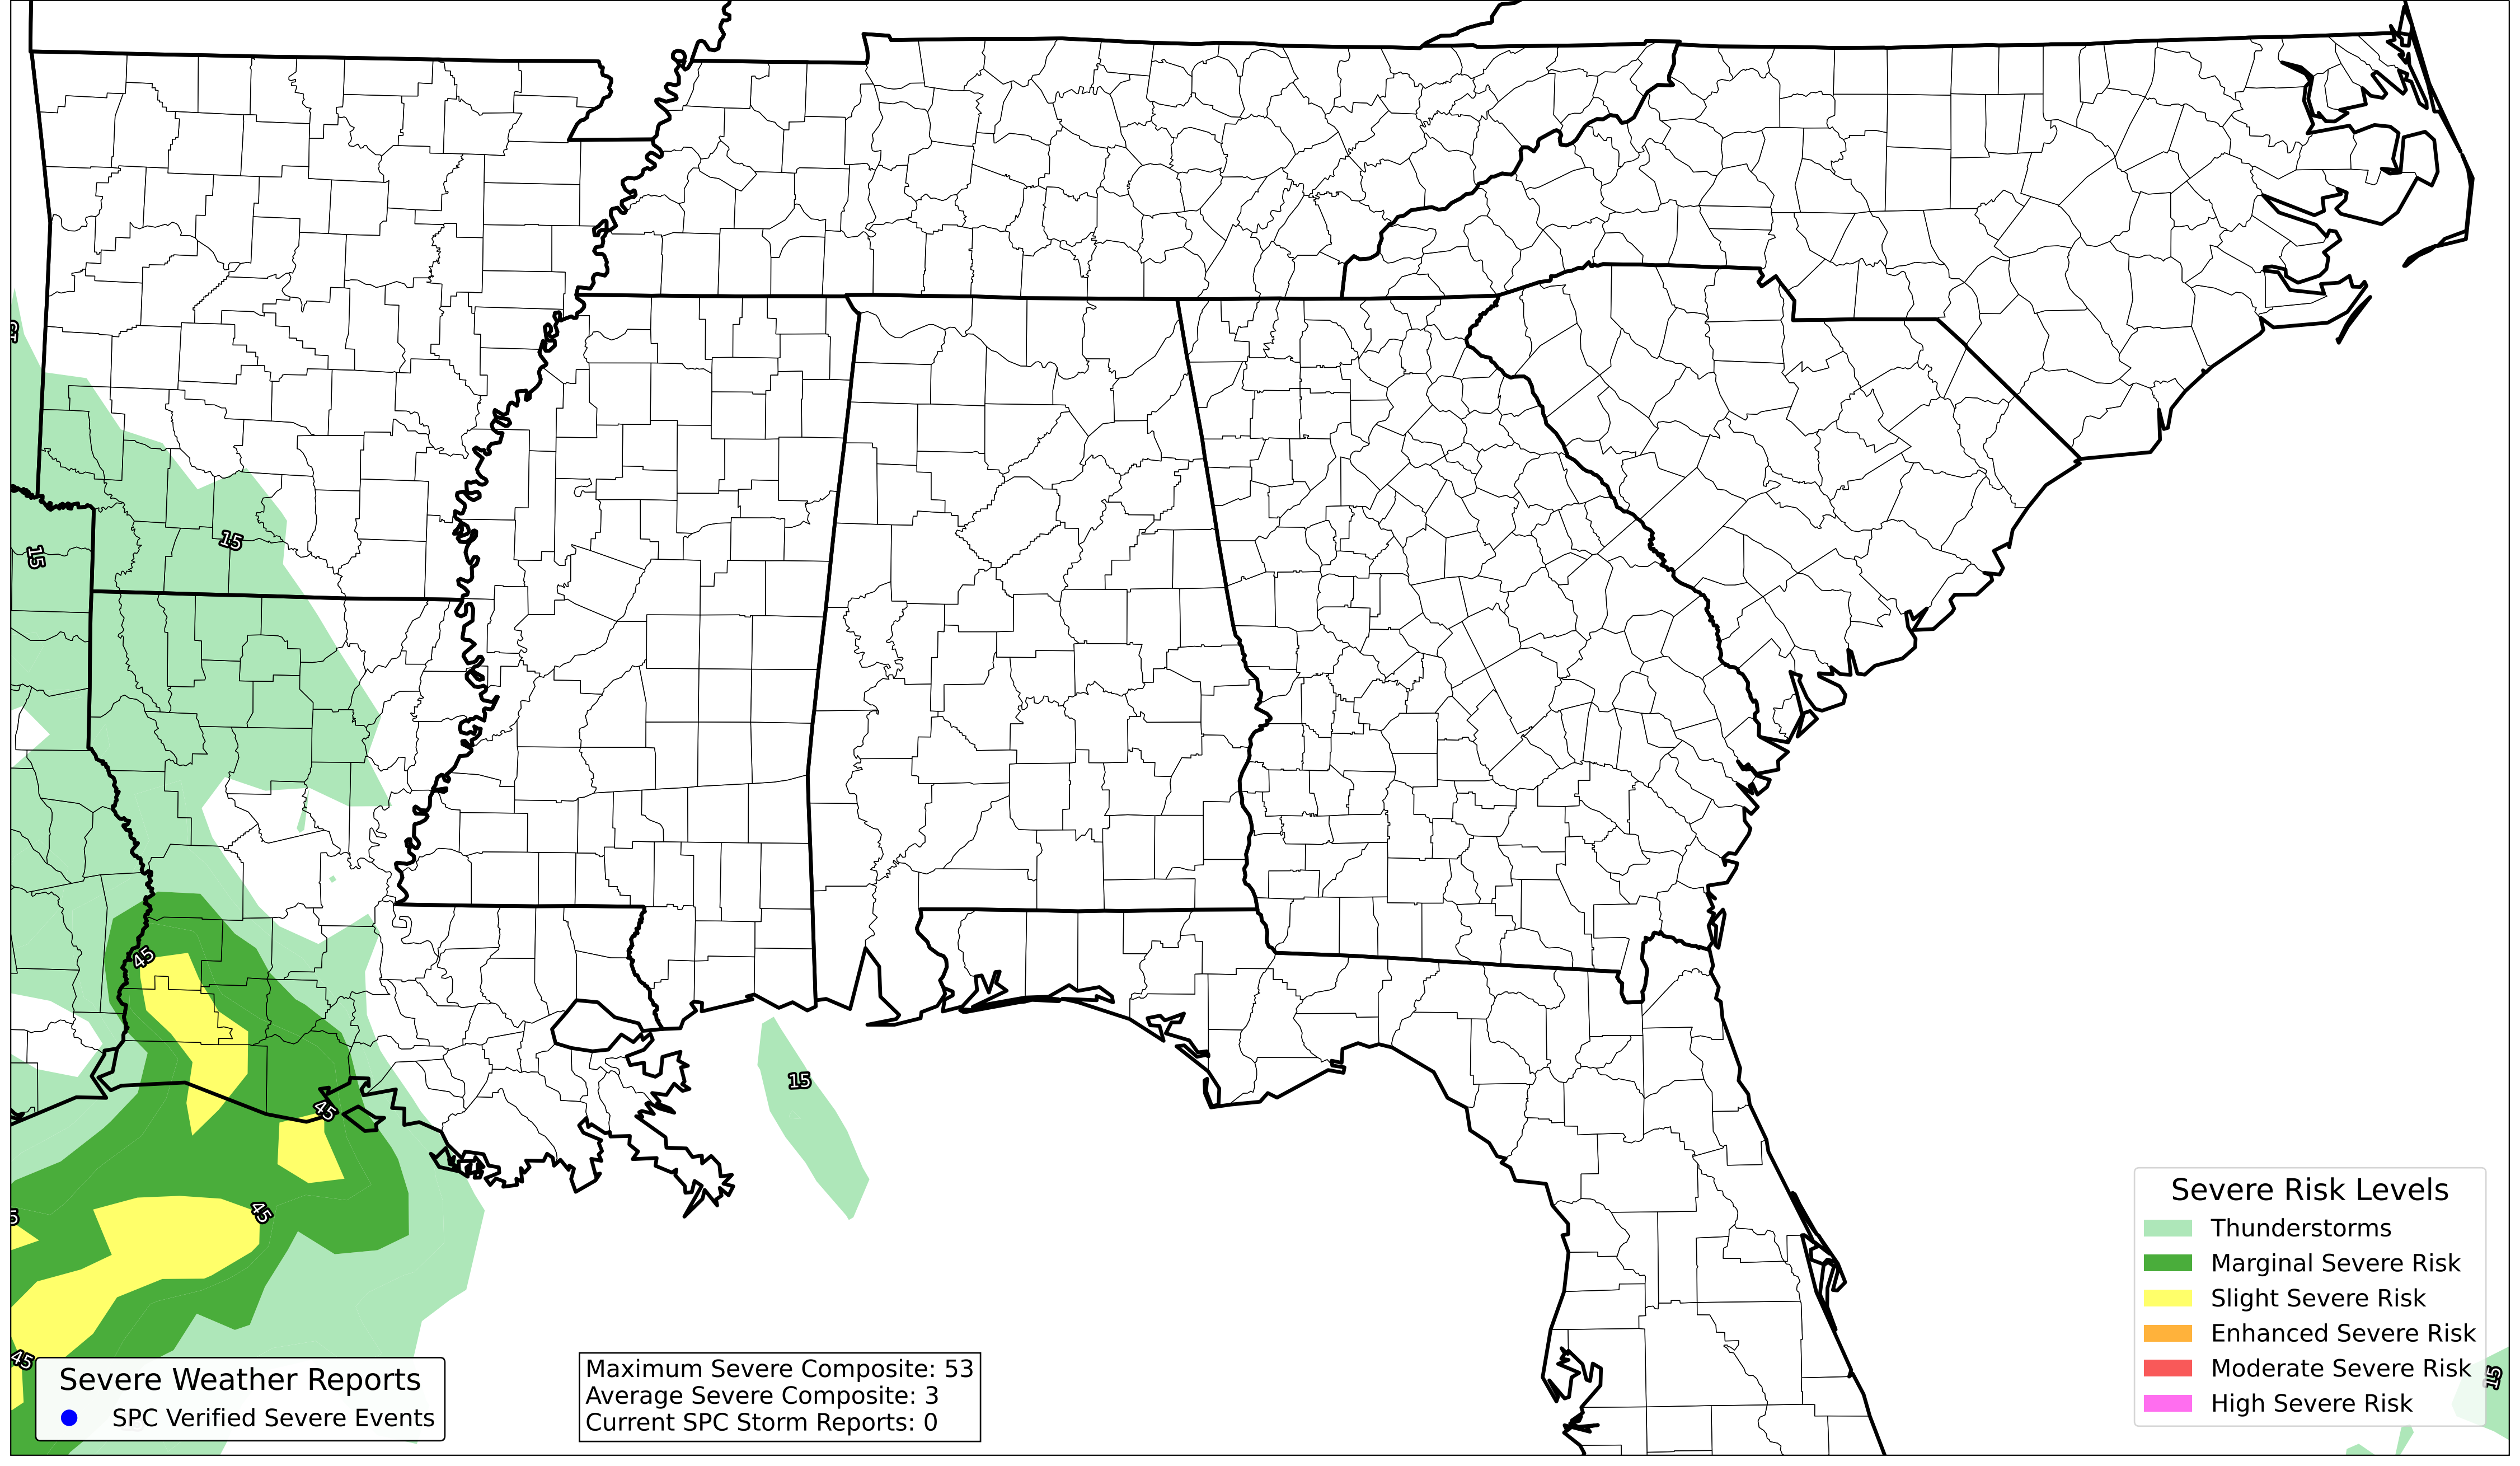 15
15
45
45
15
45
45
15
Severe Risk Levels
Thunderstorms
Marginal Severe Risk
Slight Severe Risk
Enhanced Severe Risk
Moderate Severe Risk
High Severe Risk
Severe Weather Reports
SPC Verified Severe Events
Maximum Severe Composite: 53
Average Severe Composite: 3
Current SPC Storm Reports: 0